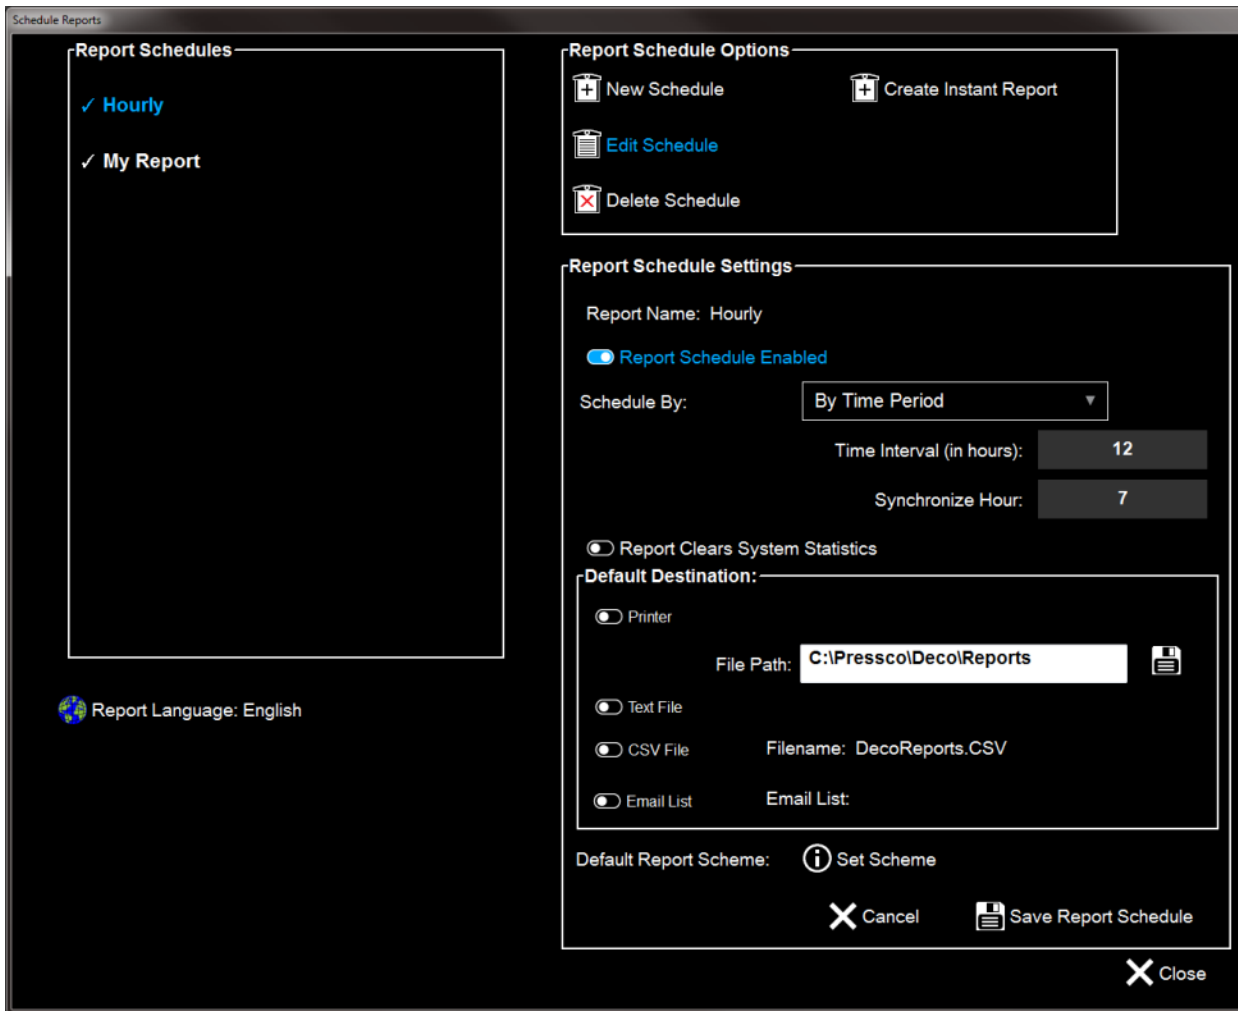 Schedule Reports
Report Schedules
✓ Hourly
✓ My Report
Report Language: English
Report Schedule Options
New Schedule
Create Instant Report
Edit Schedule
Delete Schedule
Report Schedule Settings
Report Name: Hourly
Report Schedule Enabled
Schedule By: By Time Period
Time Interval (in hours): 12
Synchronize Hour: 7
Report Clears System Statistics
Default Destination:
Printer
File Path: C:\Pressco\Deco\Reports
Text File
CSV File Filename: DecoReports.CSV
Email List Email List:
Default Report Scheme: Set Scheme
Cancel Save Report Schedule
Close